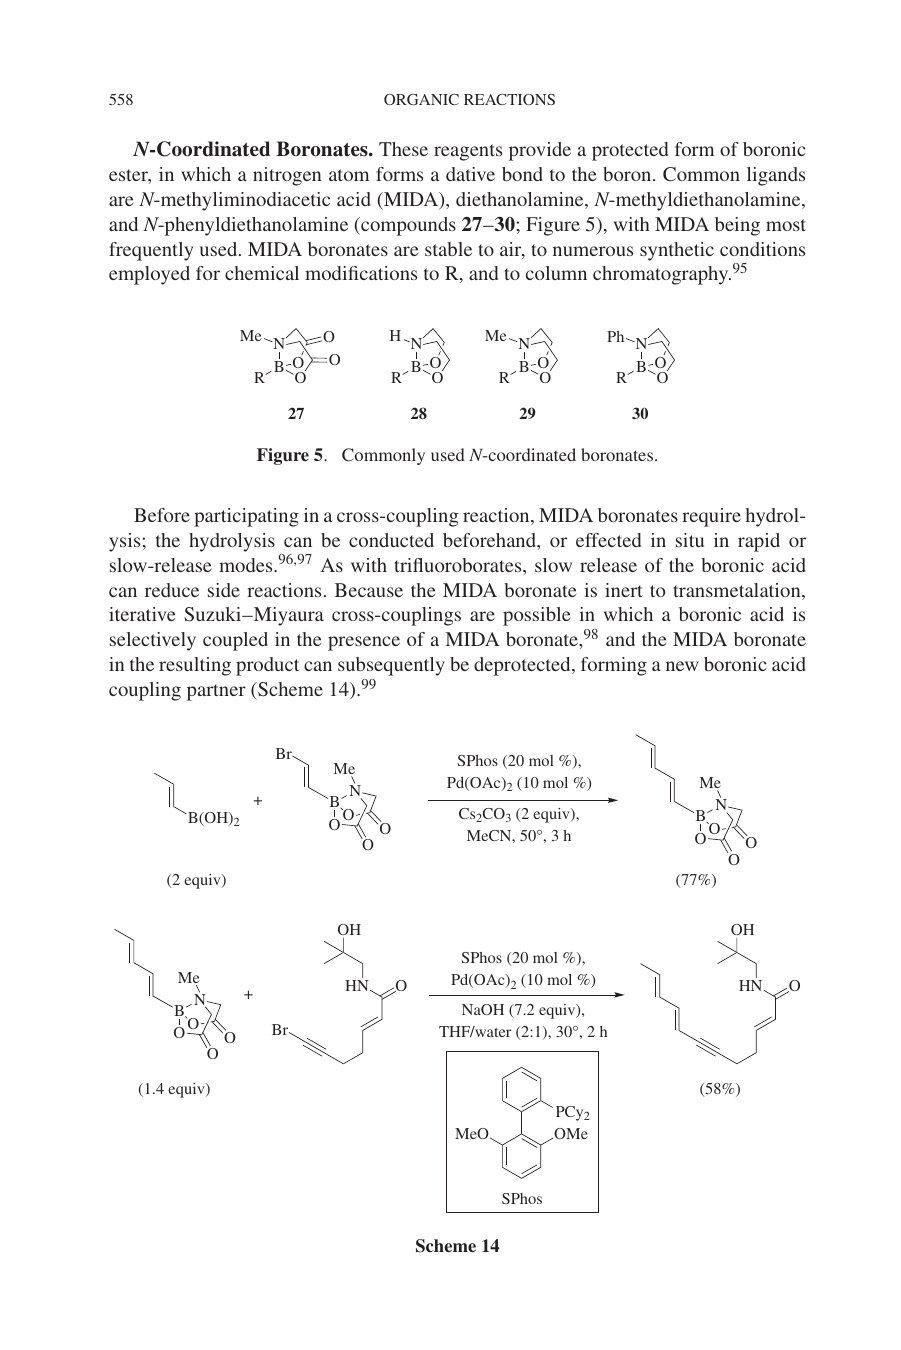 558
ORGANIC REACTIONS
N-Coordinated Boronates. These reagents provide a protected form of boronic
ester, in which a nitrogen atom forms a dative bond to the boron. Common ligands
are N-methyliminodiacetic acid (MIDA), diethanolamine, N-methyldiethanolamine,
and N-phenyldiethanolamine (compounds 27–30; Figure 5), with MIDA being most
frequently used. MIDA boronates are stable to air, to numerous synthetic conditions
employed for chemical modifications to R, and to column chromatography.95
Me N O O O B R O
H N B O R O
Me N B O R O
Ph N B O R O
27 28 29 30
Figure 5. Commonly used N-coordinated boronates.
Before participating in a cross-coupling reaction, MIDA boronates require hydrol-
ysis; the hydrolysis can be conducted beforehand, or effected in situ in rapid or
slow-release modes.96,97 As with trifluoroborates, slow release of the boronic acid
can reduce side reactions. Because the MIDA boronate is inert to transmetalation,
iterative Suzuki–Miyaura cross-couplings are possible in which a boronic acid is
selectively coupled in the presence of a MIDA boronate,98 and the MIDA boronate
in the resulting product can subsequently be deprotected, forming a new boronic acid
coupling partner (Scheme 14).99
B(OH)2
(2 equiv)
+
Br Me N B O O O O
SPhos (20 mol %),
Pd(OAc)2 (10 mol %)
Cs2CO3 (2 equiv),
MeCN, 50°, 3 h
Me N B O O O O
(77%)
Me N B O O O O
(1.4 equiv)
+
OH
HN O
Br
SPhos (20 mol %),
Pd(OAc)2 (10 mol %)
NaOH (7.2 equiv),
THF/water (2:1), 30°, 2 h
OH
HN O
(58%)
PCy2
MeO OMe
SPhos
Scheme 14